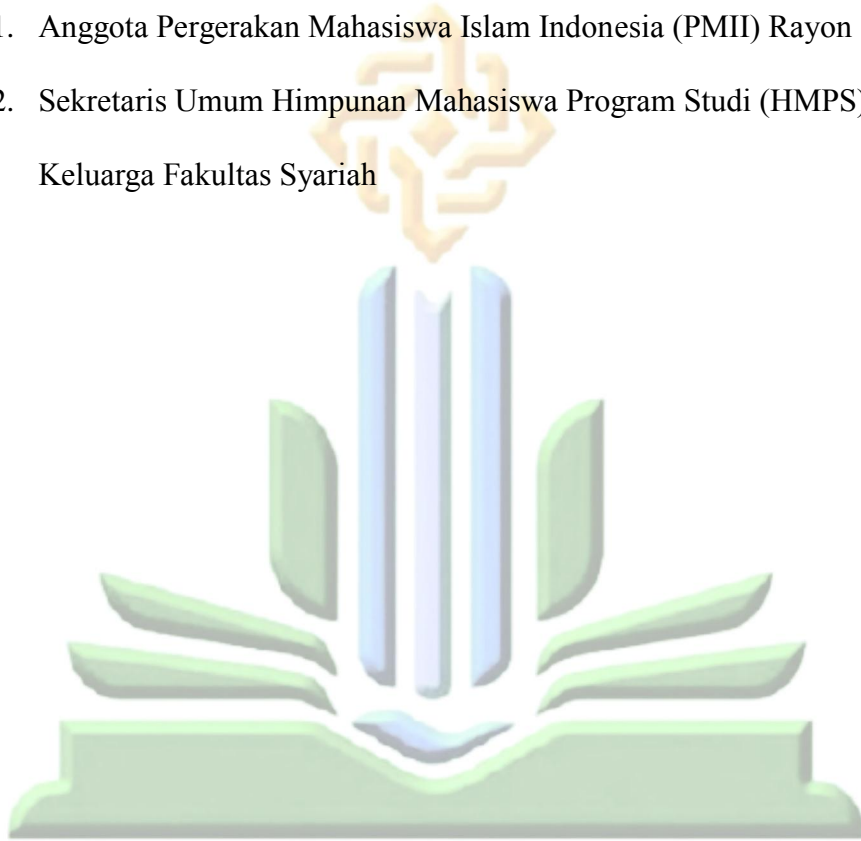 1. Anggota Pergerakan Mahasiswa Islam Indonesia (PMII) Rayon
2. Sekretaris Umum Himpunan Mahasiswa Program Studi (HMPS)
Keluarga Fakultas Syariah